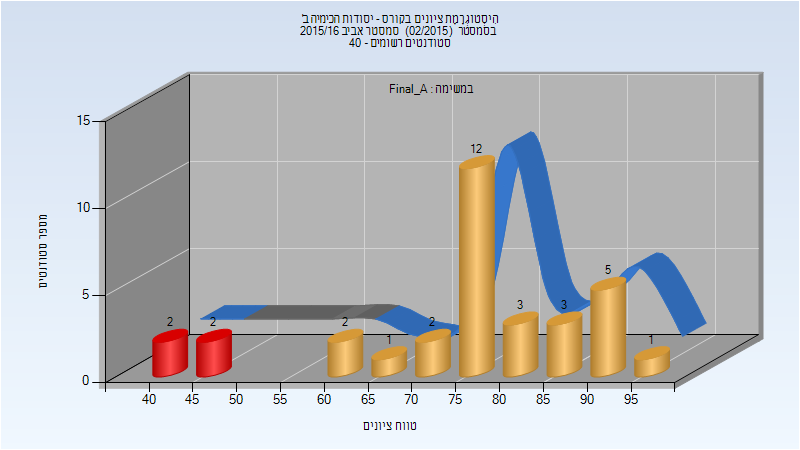 היסטוגרמת ציונים בקורס - יסודות הכימיה ב'
בסמסטר (02/2015) סמסטר אביב 2015/16
סטודנטים רשומים - 40
במשימה : Final_A
15
10
5
0
מספר סטודנטים
2
2
2
1
2
12
3
3
5
1
40 45 50 55 60 65 70 75 80 85 90 95
טווח ציונים